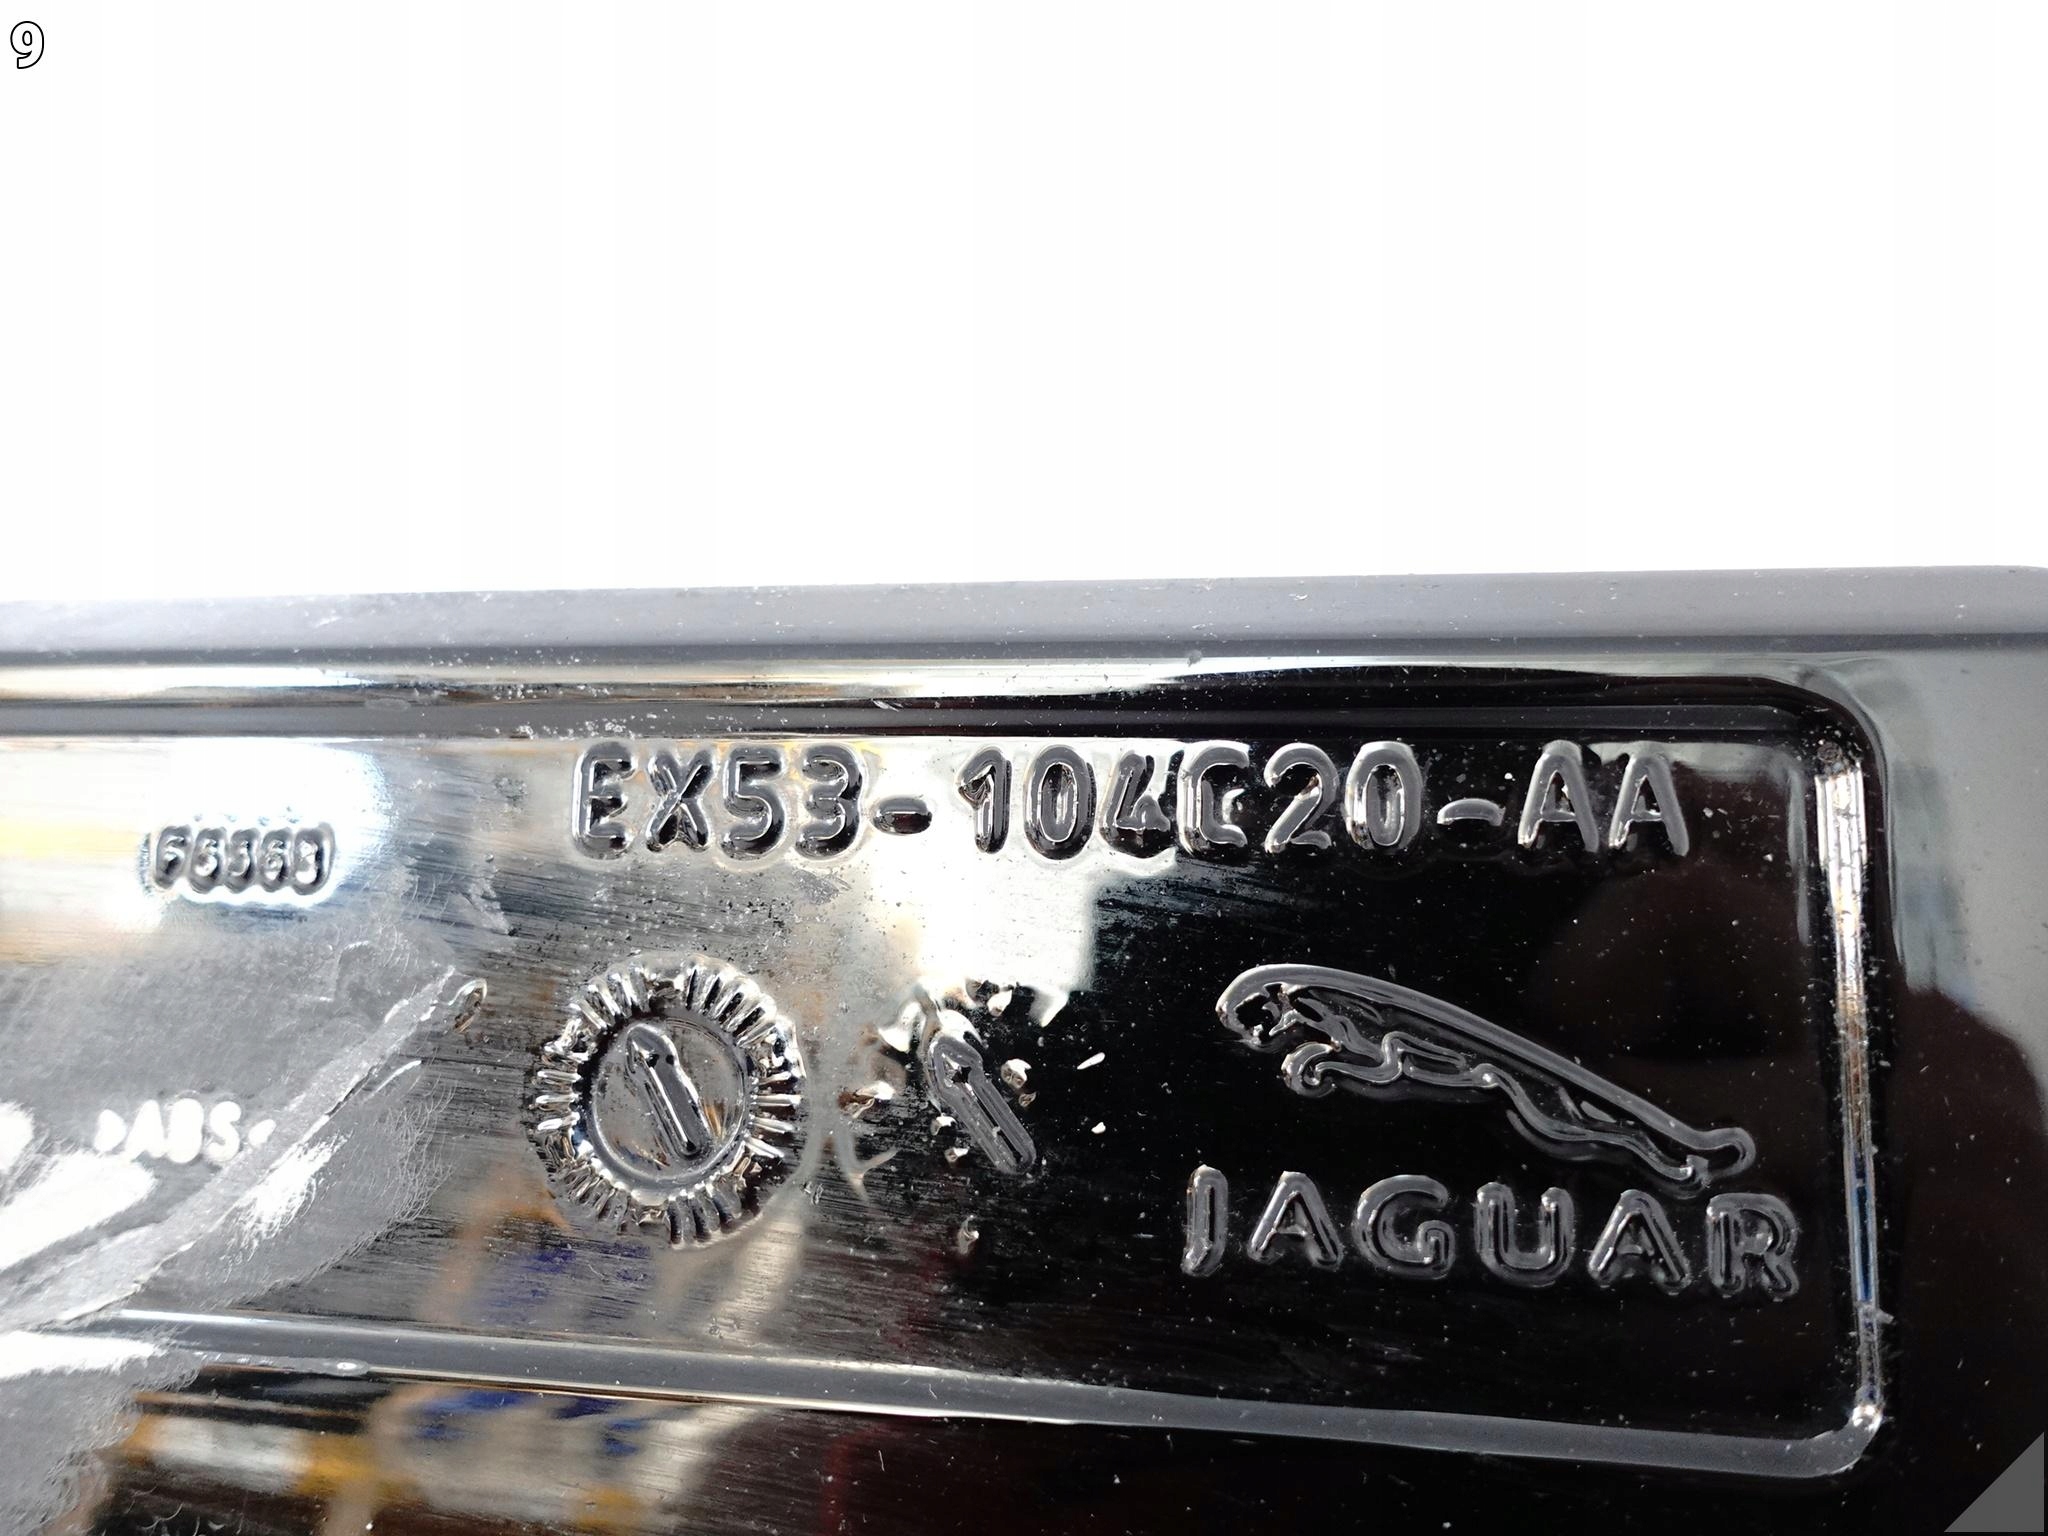 9
EX53-104C20-AA
>ABS<
JAGUAR